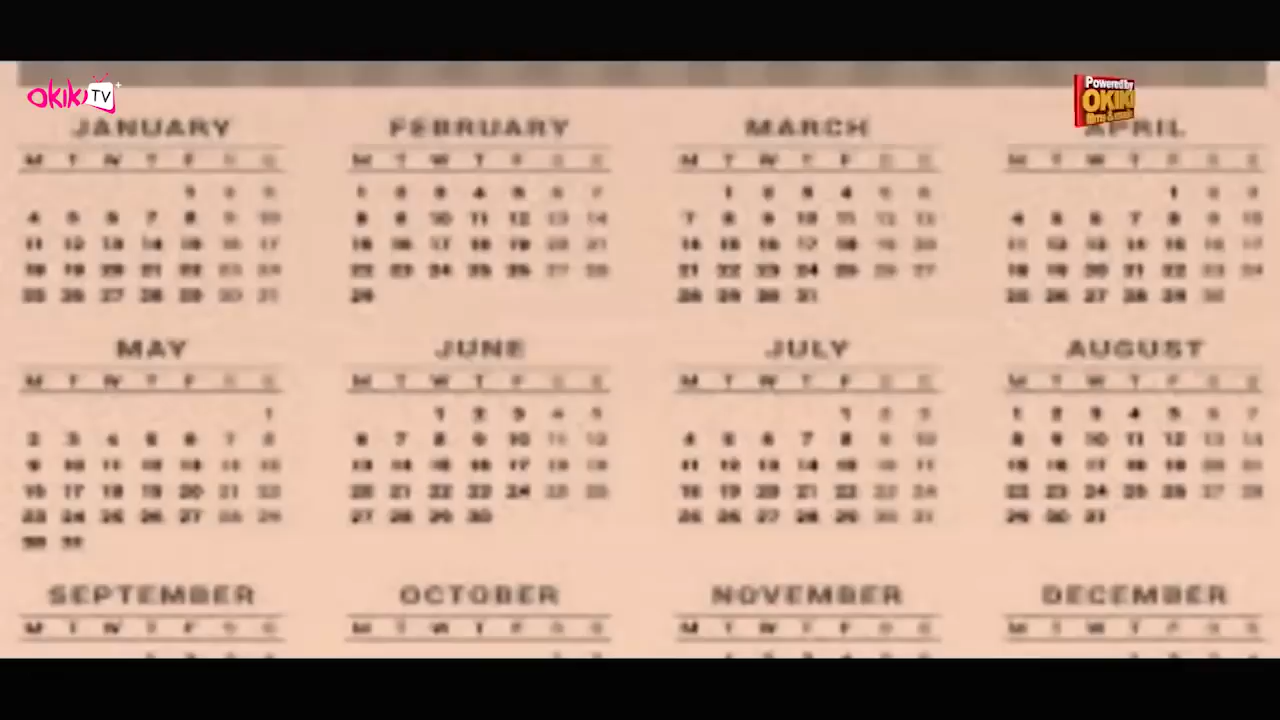 OKIKI TV+
Powered by
OKIKI
films & music
JANUARY
M T W T F S S
1 2 3
4 5 6 7 8 9 10
11 12 13 14 15 16 17
18 19 20 21 22 23 24
25 26 27 28 29 30 31
FEBRUARY
M T W T F S S
1 2 3 4 5 6 7
8 9 10 11 12 13 14
15 16 17 18 19 20 21
22 23 24 25 26 27 28
29
MARCH
M T W T F S S
1 2 3 4 5 6
7 8 9 10 11 12 13
14 15 16 17 18 19 20
21 22 23 24 25 26 27
28 29 30 31
APRIL
M T W T F S S
1 2 3
4 5 6 7 8 9 10
11 12 13 14 15 16 17
18 19 20 21 22 23 24
25 26 27 28 29 30
MAY
M T W T F S S
1
2 3 4 5 6 7 8
9 10 11 12 13 14 15
16 17 18 19 20 21 22
23 24 25 26 27 28 29
30 31
JUNE
M T W T F S S
1 2 3 4 5
6 7 8 9 10 11 12
13 14 15 16 17 18 19
20 21 22 23 24 25 26
27 28 29 30
JULY
M T W T F S S
1 2 3
4 5 6 7 8 9 10
11 12 13 14 15 16 17
18 19 20 21 22 23 24
25 26 27 28 29 30 31
AUGUST
M T W T F S S
1 2 3 4 5 6 7
8 9 10 11 12 13 14
15 16 17 18 19 20 21
22 23 24 25 26 27 28
29 30 31
SEPTEMBER
M T W T F S S
OCTOBER
M T W T F S S
NOVEMBER
M T W T F S S
DECEMBER
M T W T F S S